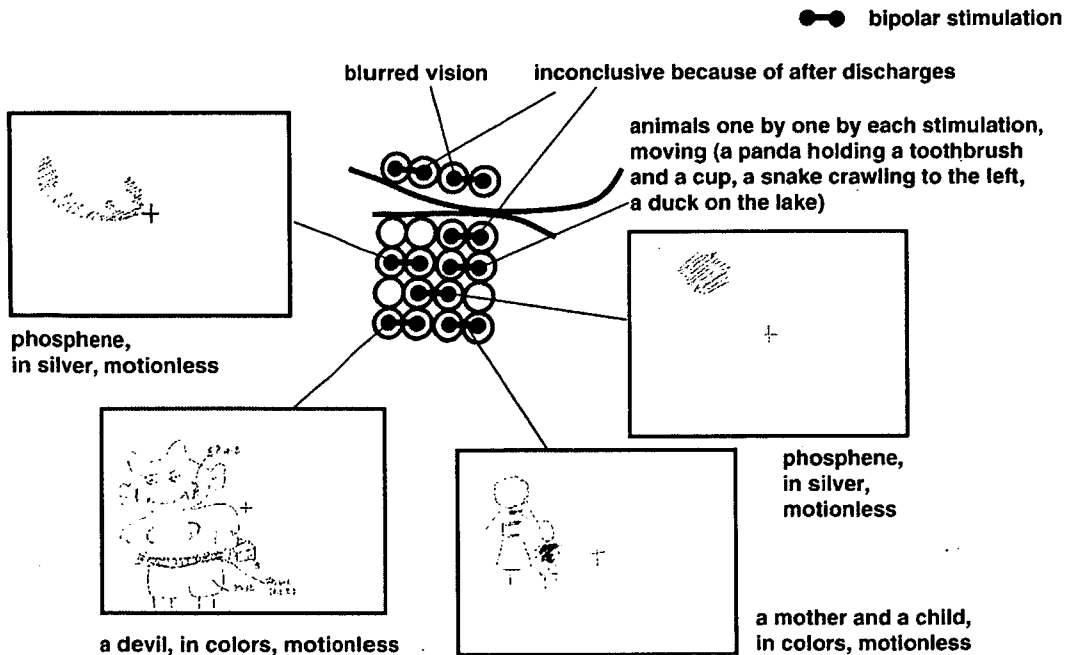 bipolar stimulation
blurred vision
inconclusive because of after discharges
animals one by one by each stimulation,
moving (a panda holding a toothbrush
and a cup, a snake crawling to the left,
a duck on the lake)
phosphene,
in silver, motionless
phosphene,
in silver,
motionless
a devil, in colors, motionless
a mother and a child,
in colors, motionless